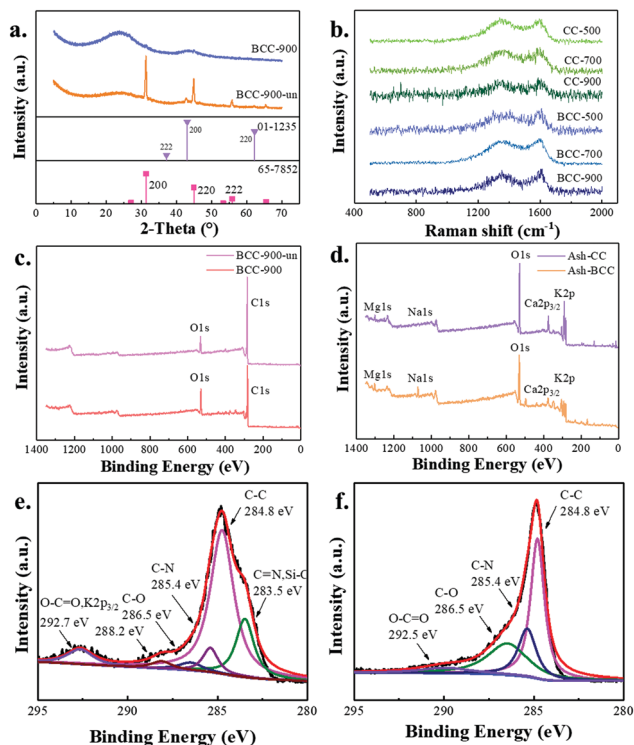 a.
BCC-900
BCC-900-un
200
01-1235
222
220
65-7852
200
220
222
0 10 20 30 40 50 60 70
2-Theta (°)
Intensity (a.u.)
b.
CC-500
CC-700
CC-900
BCC-500
BCC-700
BCC-900
400 800 1200 1600 2000
Raman shift (cm-1)
Intensity (a.u.)
c.
BCC-900-un
BCC-900
C1s
O1s
O1s
C1s
1400 1200 1000 800 600 400 200 0
Binding Energy (eV)
Intensity (a.u.)
d.
Ash-CC
Ash-BCC
O1s
K2p
Ca2p3/2
Mg1s
Na1s
O1s
Mg1s
Na1s
Ca2p3/2
K2p
1400 1200 1000 800 600 400 200 0
Binding Energy (eV)
Intensity (a.u.)
e.
C-C
284.8 eV
C-N
285.4 eV
C=N,Si-C
283.5 eV
C-O
286.5 eV
288.2 eV
O-C=O,K2p3/2
292.7 eV
295 290 285 280
Binding Energy (eV)
Intensity (a.u.)
f.
C-C
284.8 eV
C-N
285.4 eV
C-O
286.5 eV
O-C=O
292.5 eV
295 290 285 280
Binding Energy (eV)
Intensity (a.u.)